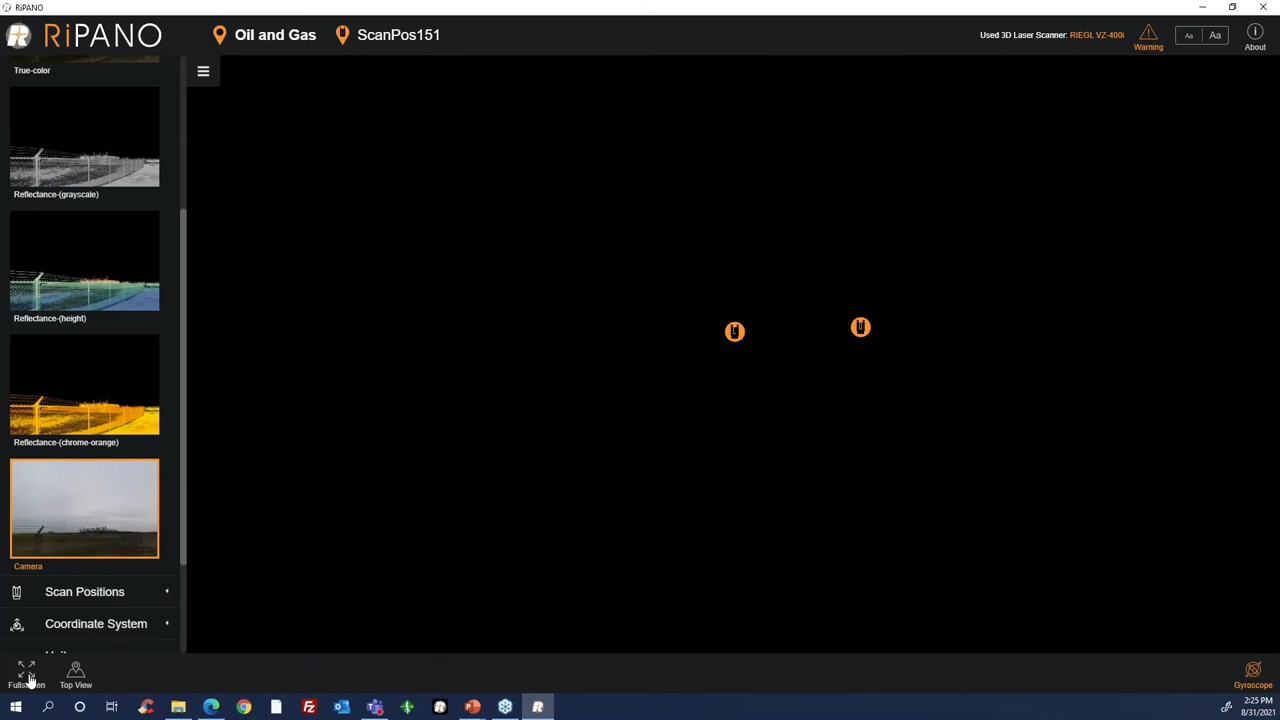 RiPANO
RiPANO
Oil and Gas
ScanPos151
Used 3D Laser Scanner: RIEGL VZ-400i
Warning
Aa
Aa
About
True-color
Reflectance-(grayscale)
Reflectance-(height)
Reflectance-(chrome-orange)
Camera
Scan Positions
Coordinate System
Top View
Gyroscope
2:25 PM
8/31/2021